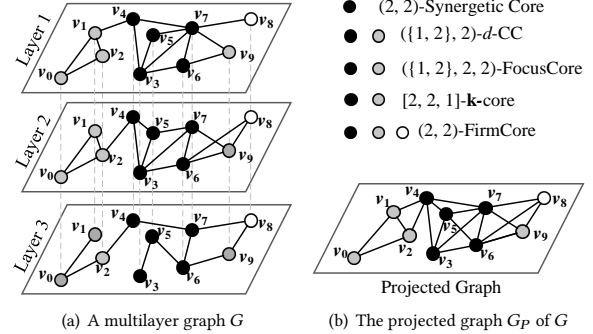 Layer 1
v0
v1
v2
v4
v5
v3
v7
v6
v8
v9
Layer 2
v0
v1
v2
v4
v5
v3
v7
v6
v8
v9
Layer 3
v0
v1
v2
v4
v5
v3
v7
v6
v8
v9
(a) A multilayer graph G
(2, 2)-Synergetic Core
({1, 2}, 2)-d-CC
({1, 2}, 2, 2)-FocusCore
[2, 2, 1]-k-core
(2, 2)-FirmCore
v0
v1
v2
v4
v5
v3
v7
v6
v8
v9
Projected Graph
(b) The projected graph GP of G